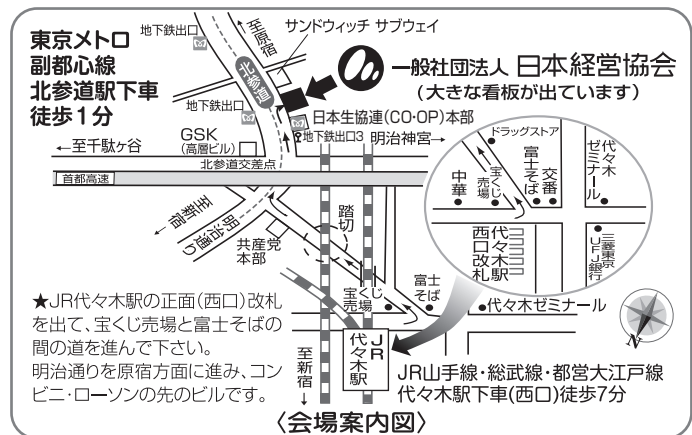 東京メトロ
副都心線
北参道駅下車
徒歩1分
地下鉄出口
至原宿
サンドウィッチ サブウェイ
北参道
一般社団法人 日本経営協会
(大きな看板が出ています)
地下鉄出口
日本生協連(CO・OP)本部
地下鉄出口3
明治神宮→
GSK
(高層ビル)
←至千駄ヶ谷
北参道交差点
首都高速
至新宿
明治通り
共産党
本部
踏切
宝くじ
売場
富士
そば
代々木ゼミナール
ドラッグストア
中華
宝くじ
売場
富士そば
交番
代々木
ゼミナール
代々木駅
西口改札
三菱東京
UFJ銀行
★JR代々木駅の正面(西口)改札
を出て、宝くじ売場と富士そばの
間の道を進んで下さい。
明治通りを原宿方面に進み、コン
ビニ・ローソンの先のビルです。
至新宿→
JR
代々木駅
N
JR山手線・総武線・都営大江戸線
代々木駅下車(西口)徒歩7分
〈会場案内図〉